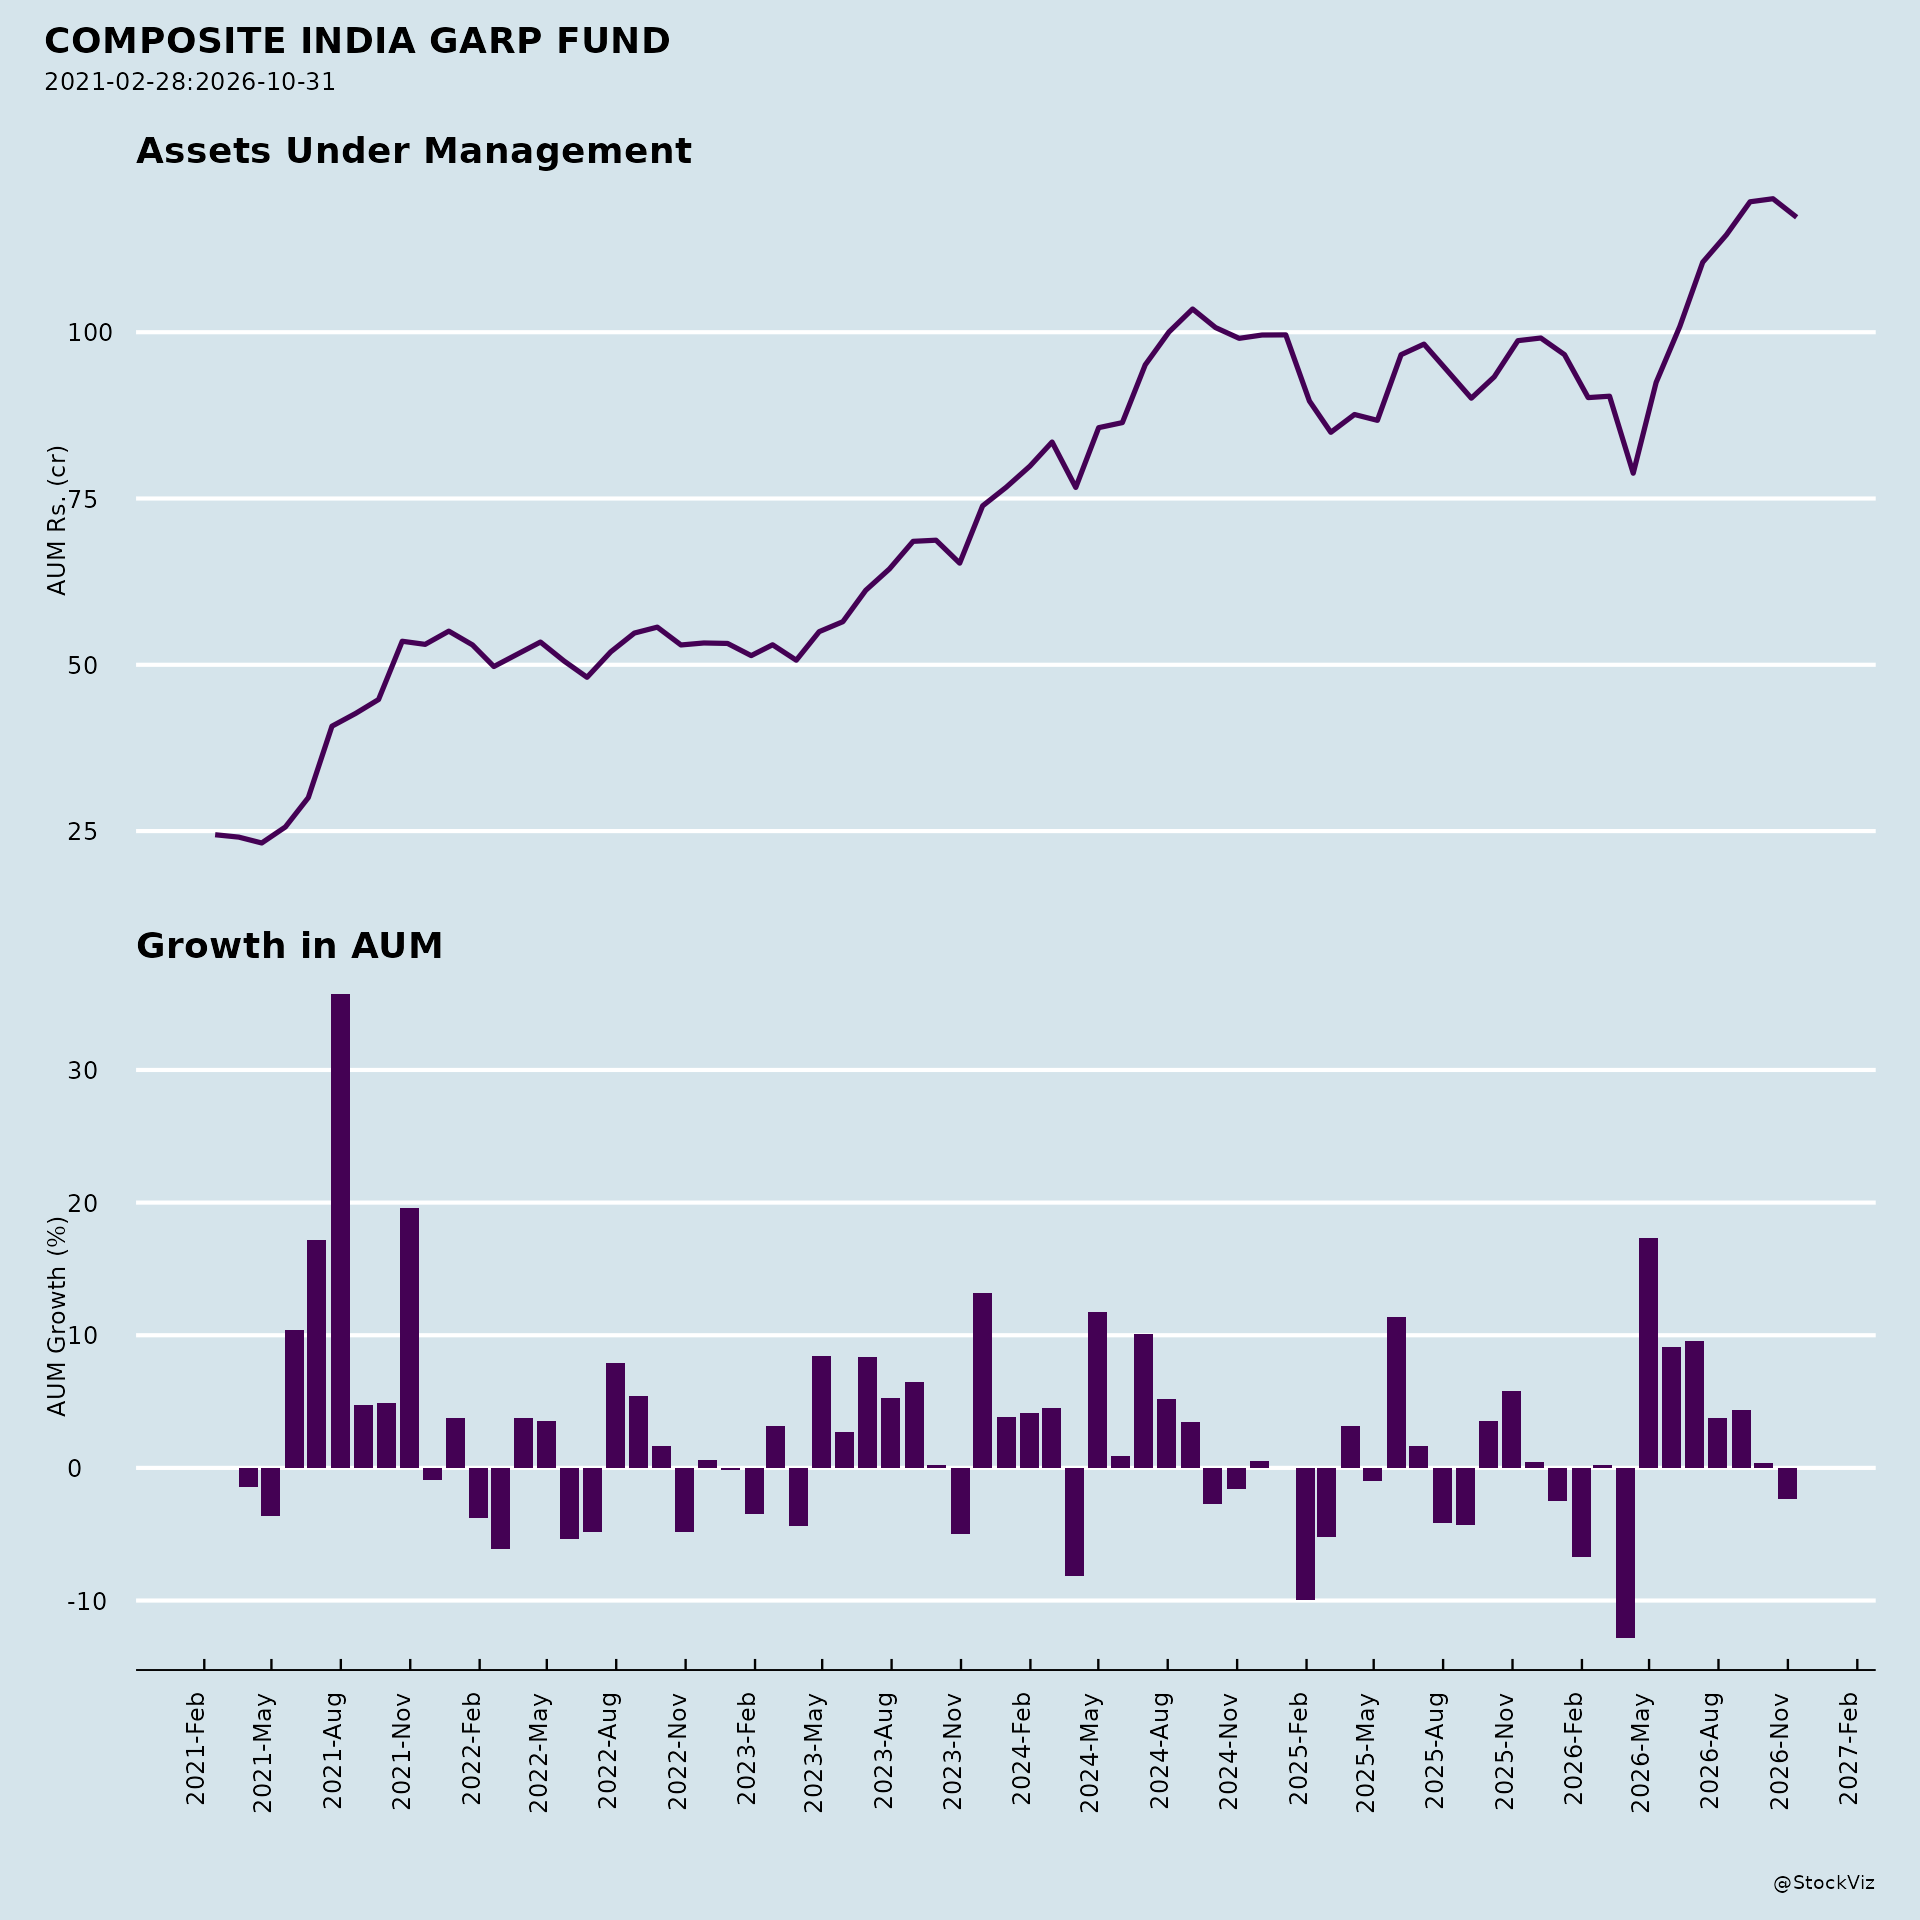 COMPOSITE INDIA GARP FUND
2021-02-28:2026-10-31
Assets Under Management
AUM Rs. (cr)
100
75
50
25
Growth in AUM
AUM Growth (%)
30
20
10
0
-10
2021-Feb
2021-May
2021-Aug
2021-Nov
2022-Feb
2022-May
2022-Aug
2022-Nov
2023-Feb
2023-May
2023-Aug
2023-Nov
2024-Feb
2024-May
2024-Aug
2024-Nov
2025-Feb
2025-May
2025-Aug
2025-Nov
2026-Feb
2026-May
2026-Aug
2026-Nov
2027-Feb
@StockViz